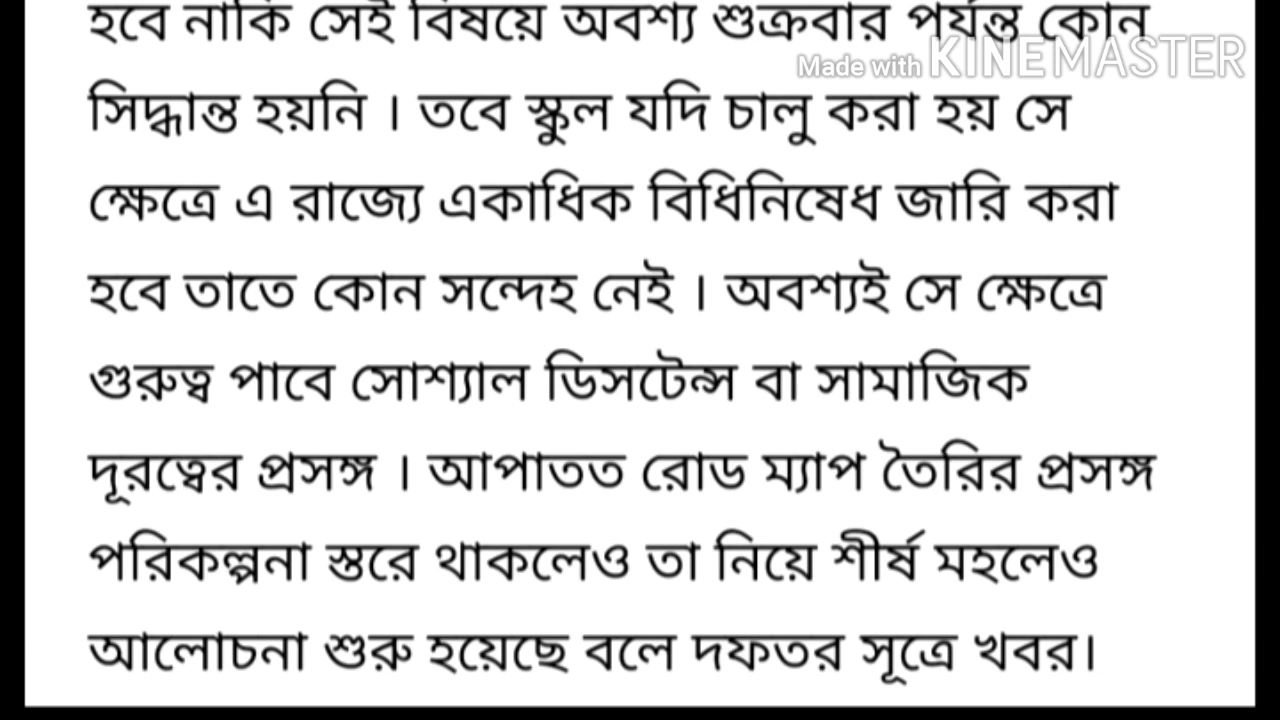 হবে নাকি সেই বিষয়ে অবশ্য শুক্রবার পর্যন্ত কোন
Made with KINEMASTER
সিদ্ধান্ত হয়নি । তবে স্কুল যদি চালু করা হয় সে
ক্ষেত্রে এ রাজ্যে একাধিক বিধিনিষেধ জারি করা
হবে তাতে কোন সন্দেহ নেই । অবশ্যই সে ক্ষেত্রে
গুরুত্ব পাবে সোশ্যাল ডিসটেন্স বা সামাজিক
দূরত্বের প্রসঙ্গ । আপাতত রোড ম্যাপ তৈরির প্রসঙ্গ
পরিকল্পনা স্তরে থাকলেও তা নিয়ে শীর্ষ মহলেও
আলোচনা শুরু হয়েছে বলে দফতর সূত্রে খবর।